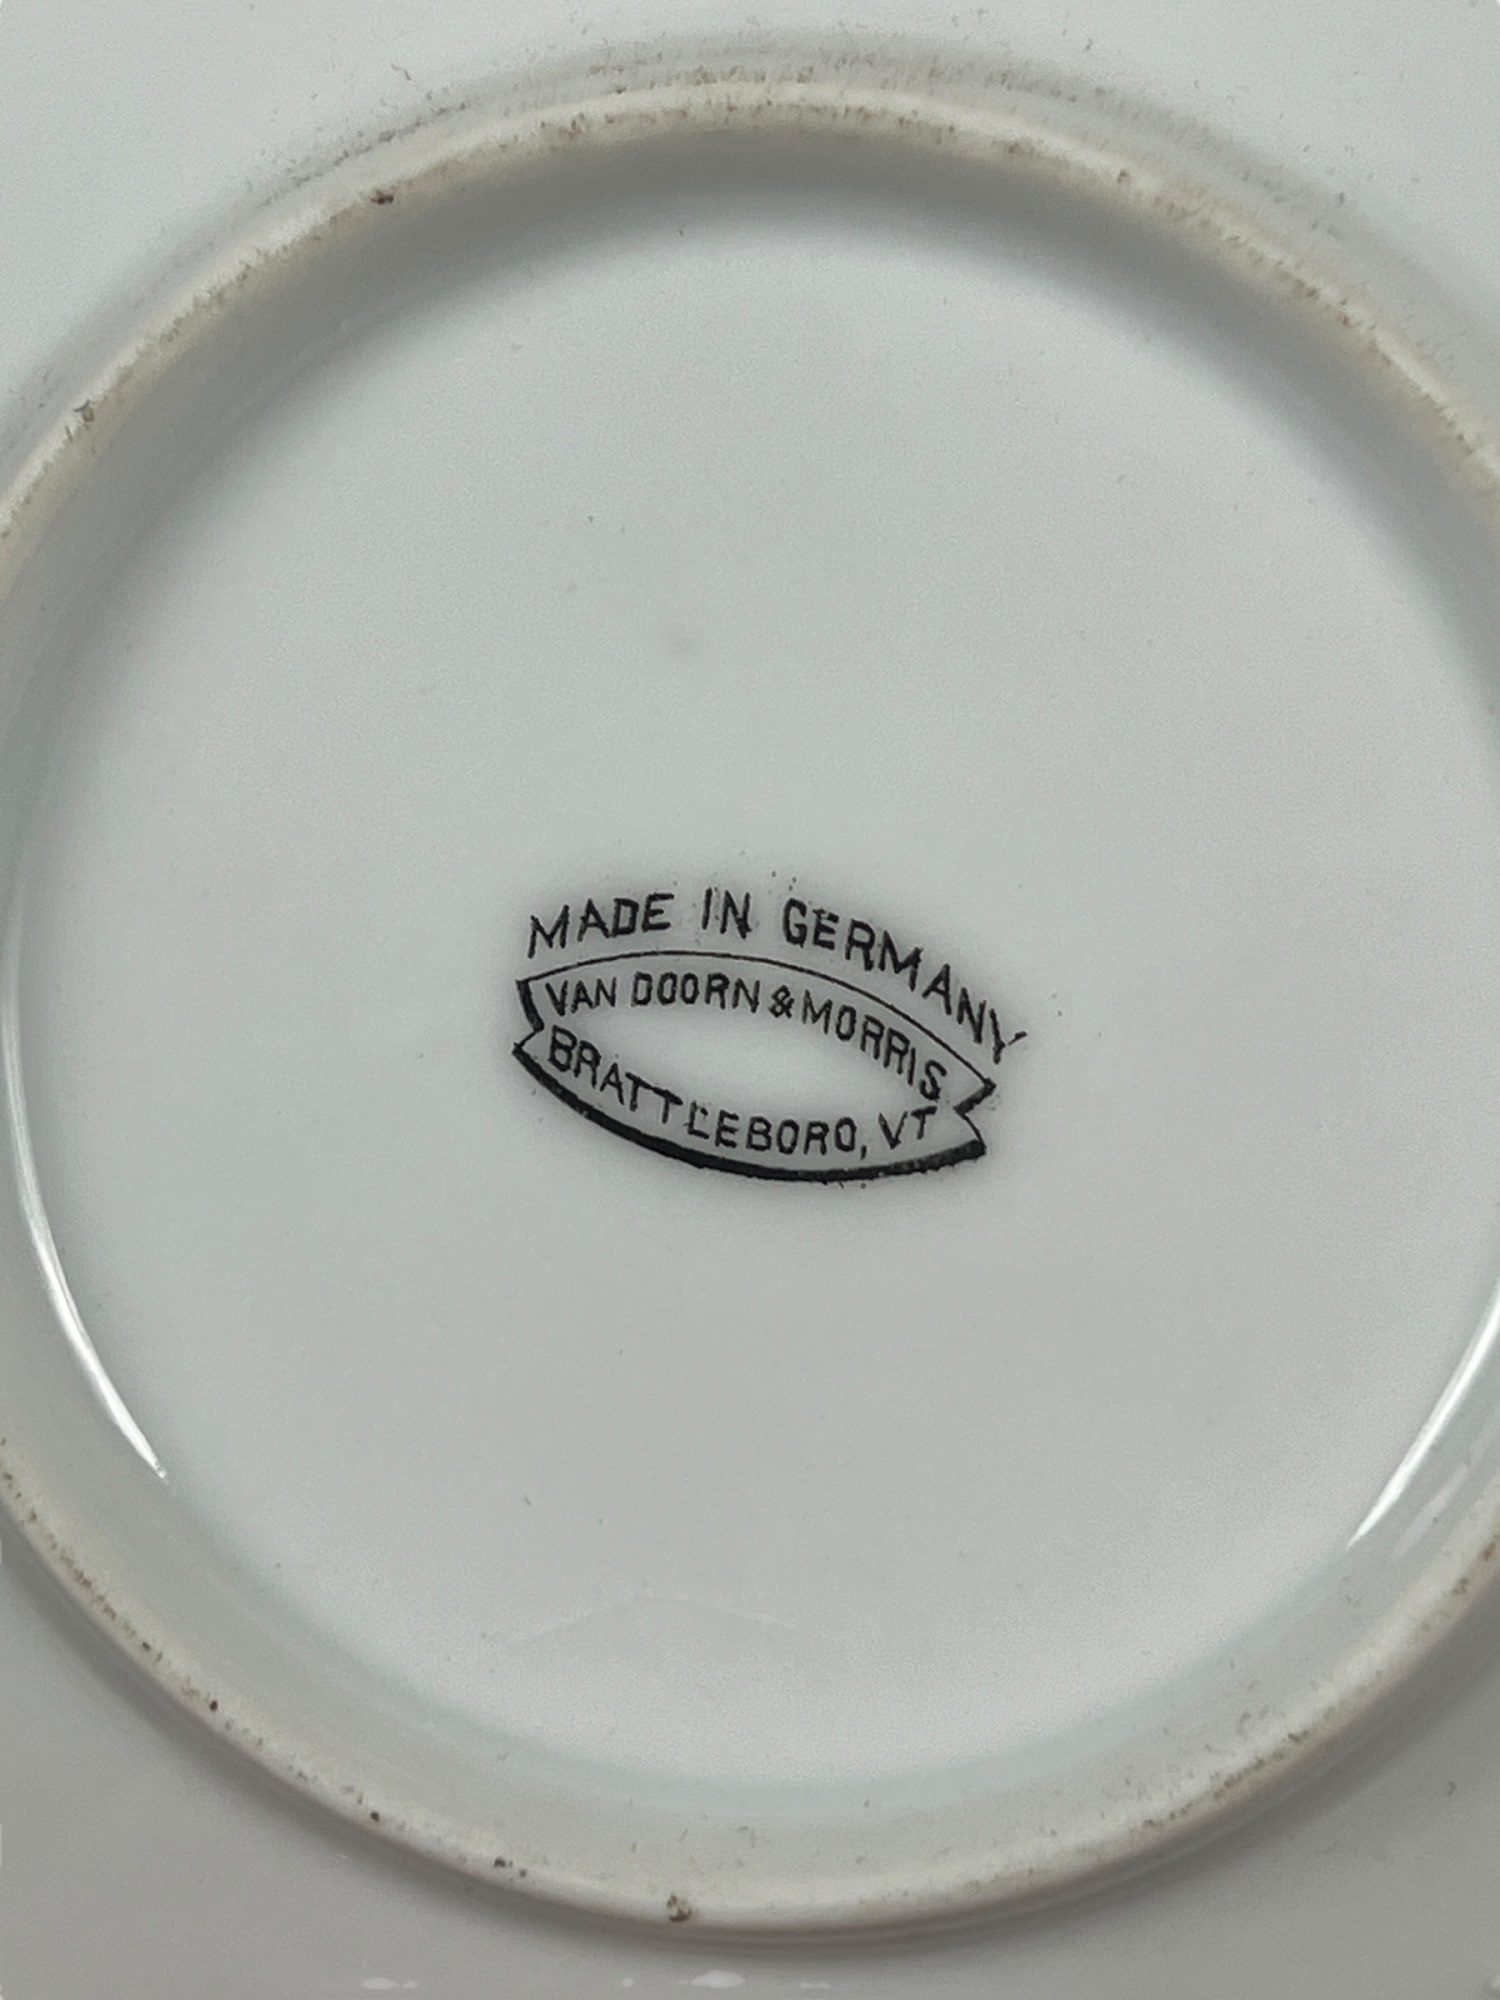 MADE IN GERMANY
VAN DOORN & MORRIS
BRATTLEBORO, VT